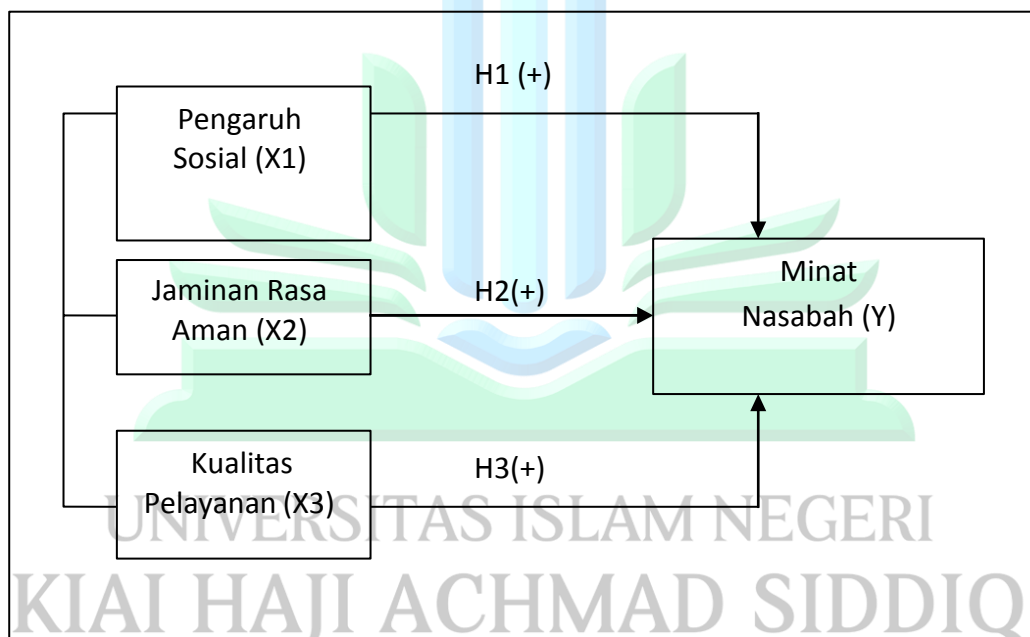 H1 (+)
Pengaruh
Sosial (X1)
Jaminan Rasa
Aman (X2)
H2(+)
Minat
Nasabah (Y)
Kualitas
Pelayanan (X3)
H3(+)
UNIVERSITAS ISLAM NEGERI
KIAI HAJI ACHMAD SIDDIQ